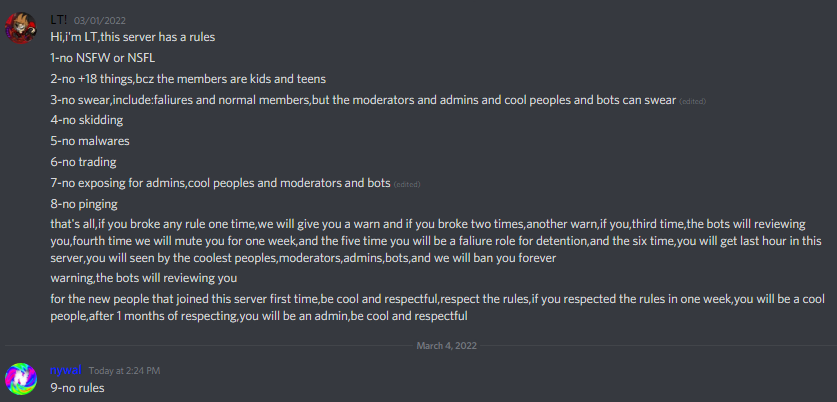 LT! 03/01/2022
Hi,i'm LT,this server has a rules
1-no NSFW or NSFL
2-no +18 things,bcz the members are kids and teens
3-no swear,include:faliures and normal members,but the moderators and admins and cool peoples and bots can swear (edited)
4-no skidding
5-no malwares
6-no trading
7-no exposing for admins,cool peoples and moderators and bots (edited)
8-no pinging
that's all,if you broke any rule one time,we will give you a warn and if you broke two times,another warn,if you,third time,the bots will reviewing
you,fourth time we will mute you for one week,and the five time you will be a faliure role for detention,and the six time,you will get last hour in this
server,you will seen by the coolest peoples,moderators,admins,bots,and we will ban you forever
warning,the bots will reviewing you
for the new people that joined this server first time,be cool and respectful,respect the rules,if you respected the rules in one week,you will be a cool
people,after 1 months of respecting,you will be an admin,be cool and respectful
March 4, 2022
Today at 2:24 PM
9-no rules